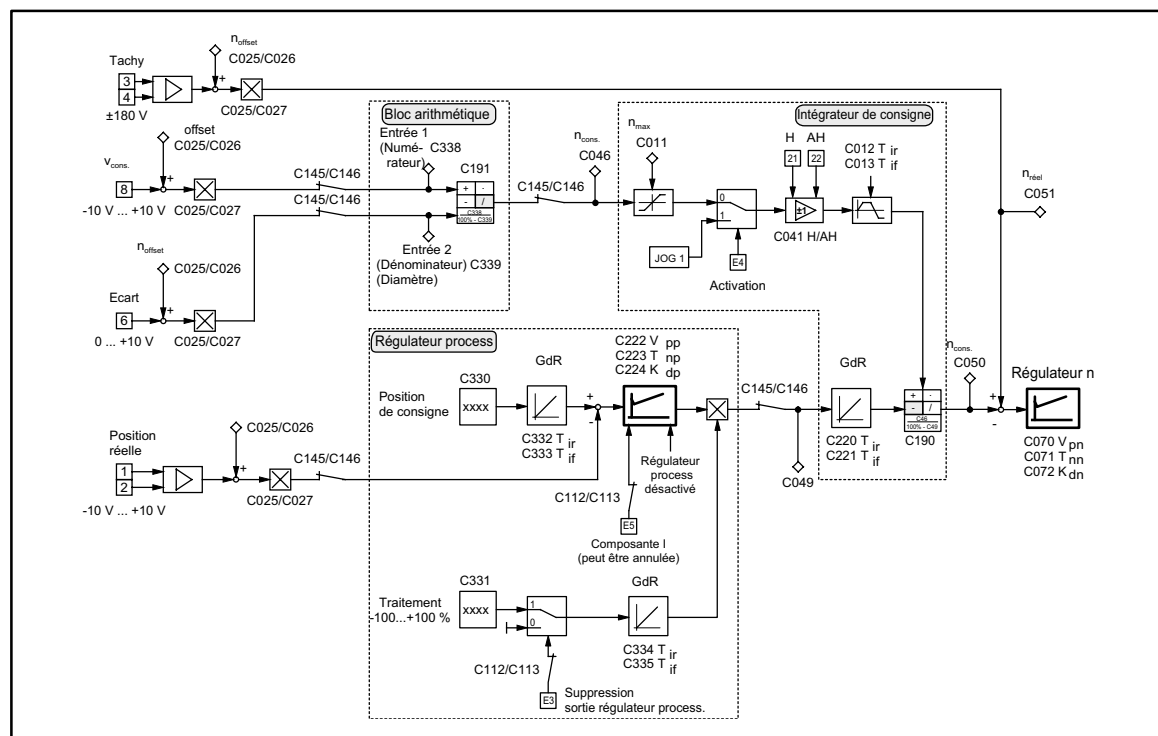 n offset
C025/C026
Tachy
3
4
±180 V
+
C025/C027
offset
C025/C026
v cons.
8
+
-10 V ... +10 V
C025/C027
n offset
C025/C026
Ecart
6
+
0 ... +10 V
C025/C027
C145/C146
C145/C146
Bloc arithmétique
Entrée 1
(Numé-
rateur)
C338
C191
+ ·
- /
C338
100% - C339
Entrée 2
(Dénominateur) C339
(Diamètre)
C145/C146
n cons.
C046
Intégrateur de consigne
n max
C011
0
1
JOG 1
E4
Activation
H
AH
21
22
±1
C041 H/AH
C012 T ir
C013 T if
n réel
C051
Régulateur process
C330
Position
de consigne
xxxx
GdR
C332 T ir
C333 T if
+
-
C222 V pp
C223 T np
C224 K dp
C145/C146
C049
GdR
C220 T ir
C221 T if
+ ·
- /
C46
100% - C49
C190
n cons.
C050
+
-
Régulateur n
C070 V pn
C071 T nn
C072 K dn
Position
réelle
1
2
-10 V ... +10 V
C025/C026
+
C025/C027
C145/C146
Régulateur
process
désactivé
C112/C113
E5
Composante I
(peut être annulée)
C331
Traitement
-100...+100 %
xxxx
1
0
GdR
C334 T ir
C335 T if
C112/C113
E3
Suppression
sortie régulateur process.